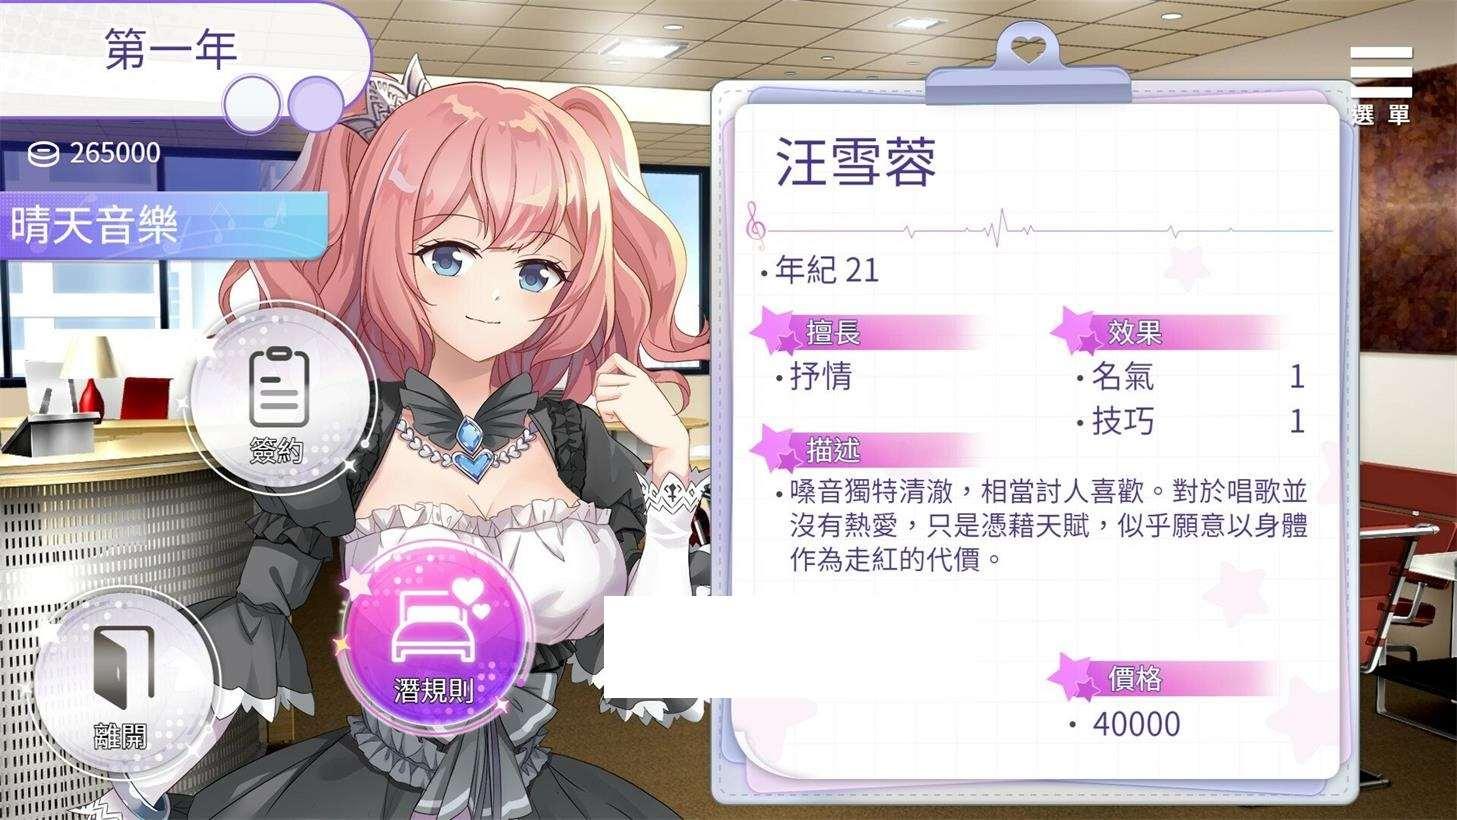 第一年
265000
晴天音樂
選單
汪雪蓉
·年紀 21
擅長
·抒情
效果
·名氣 1
·技巧 1
描述
·嗓音獨特清澈，相當討人喜歡。對於唱歌並
沒有熱愛，只是憑藉天賦，似乎願意以身體
作為走紅的代價。
價格
·40000
簽約
潛規則
離開